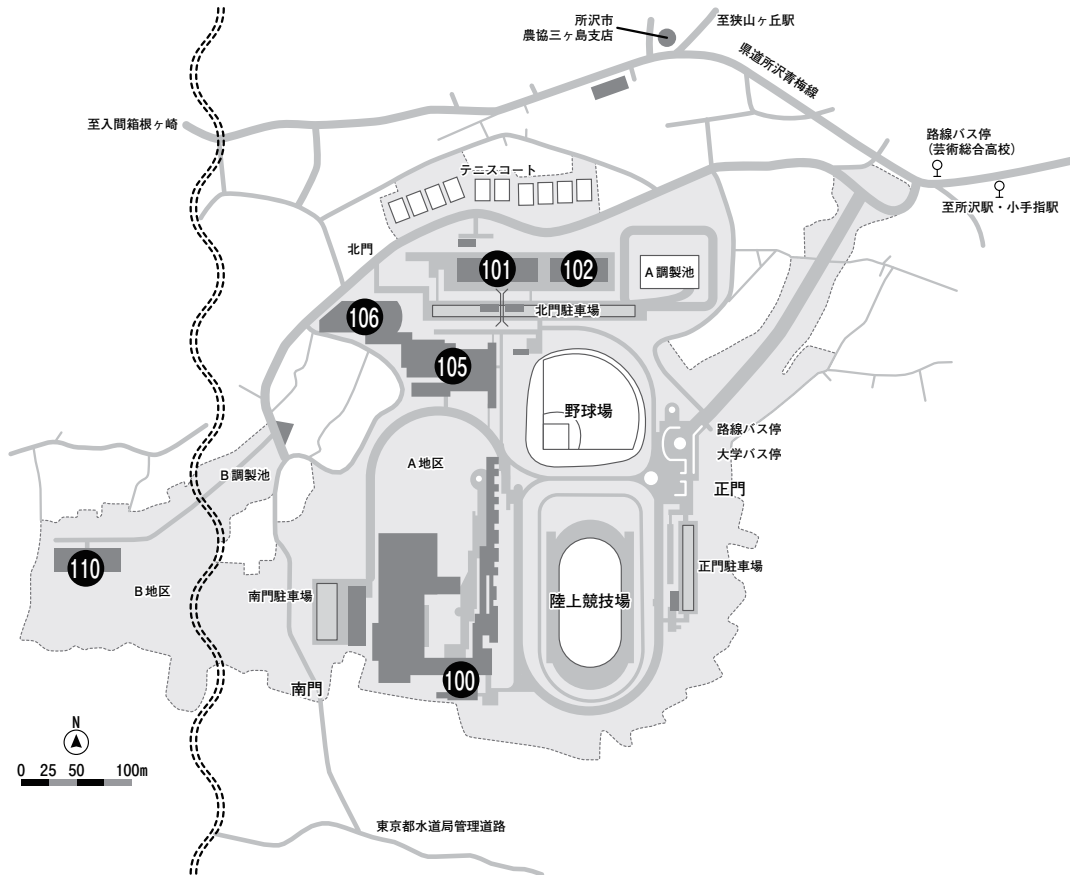 所沢市
農協三ヶ島支店
至狭山ヶ丘駅
県道所沢青梅線
至入間箱根ヶ崎
路線バス停
(芸術総合高校)
テニスコート
至所沢駅・小手指駅
北門
101
102
A調製池
106
北門駐車場
105
野球場
路線バス停
A地区
大学バス停
B調製池
正門
110
正門駐車場
B地区
南門駐車場
陸上競技場
100
南門
N
0 25 50 100m
東京都水道局管理道路